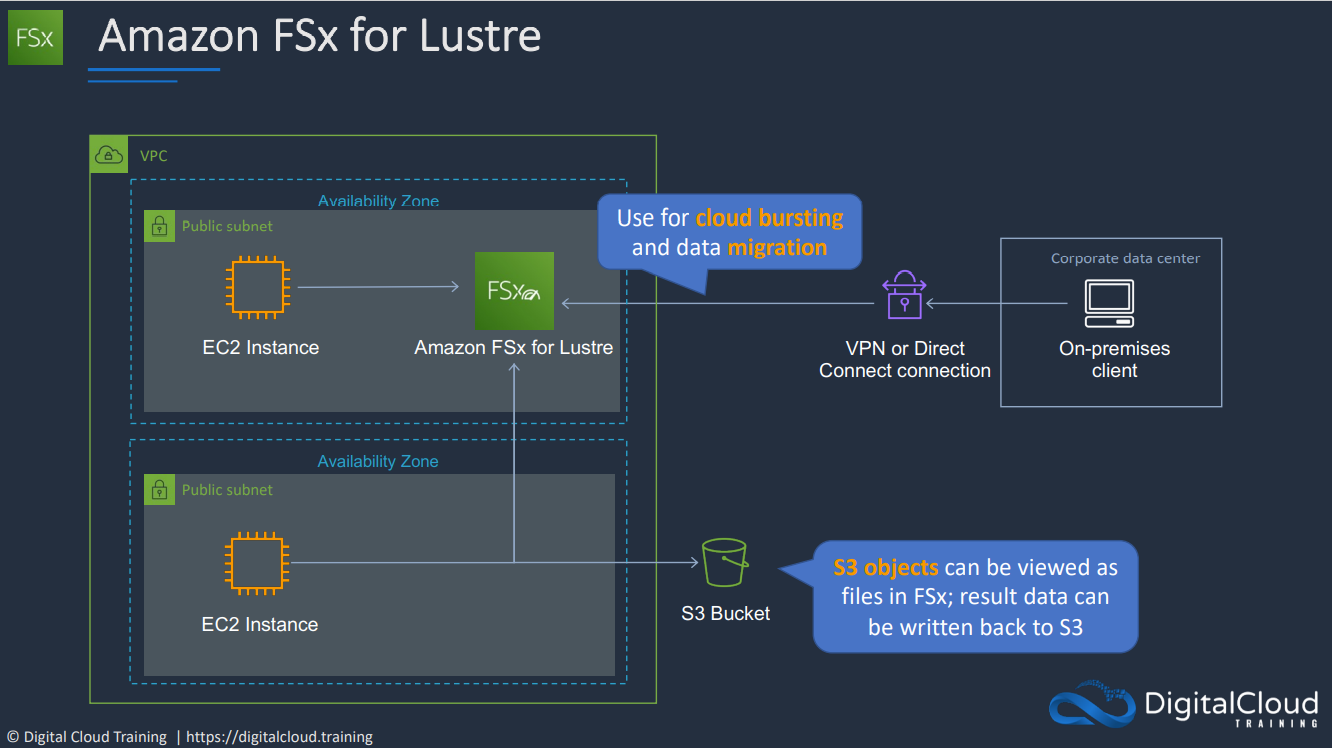 FSx
Amazon FSx for Lustre
VPC
Availability Zone
Public subnet
EC2 Instance
FSx
Amazon FSx for Lustre
Use for cloud bursting
and data migration
VPN or Direct
Connect connection
Corporate data center
On-premises
client
Availability Zone
Public subnet
EC2 Instance
S3 Bucket
S3 objects can be viewed as
files in FSx; result data can
be written back to S3
DigitalCloud
TRAINING
© Digital Cloud Training | https://digitalcloud.training